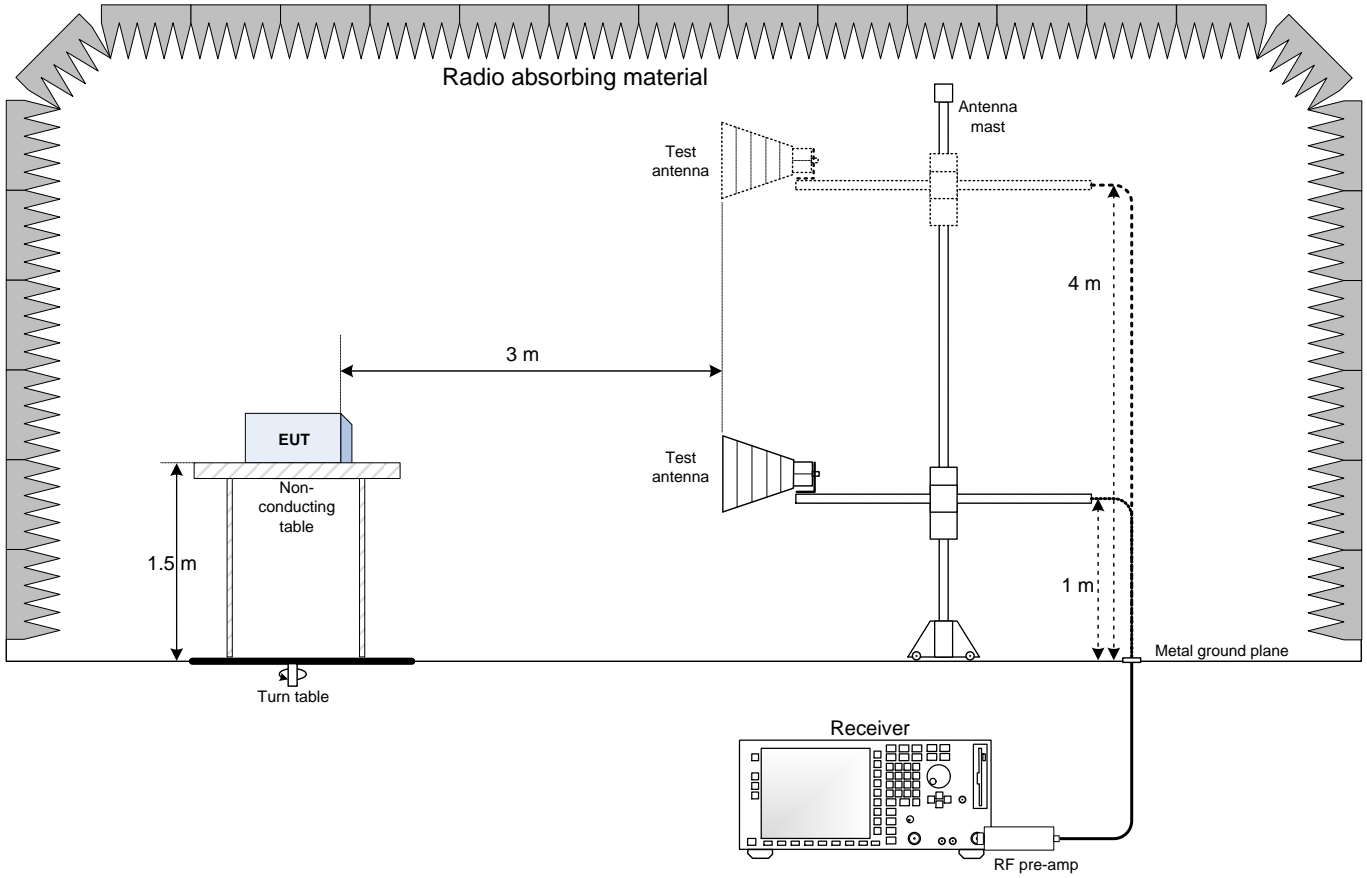 Radio absorbing material
Antenna
mast
Test
antenna
4 m
3 m
EUT
Test
antenna
Non-
conducting
table
1.5 m
1 m
Metal ground plane
Turn table
Receiver
RF pre-amp